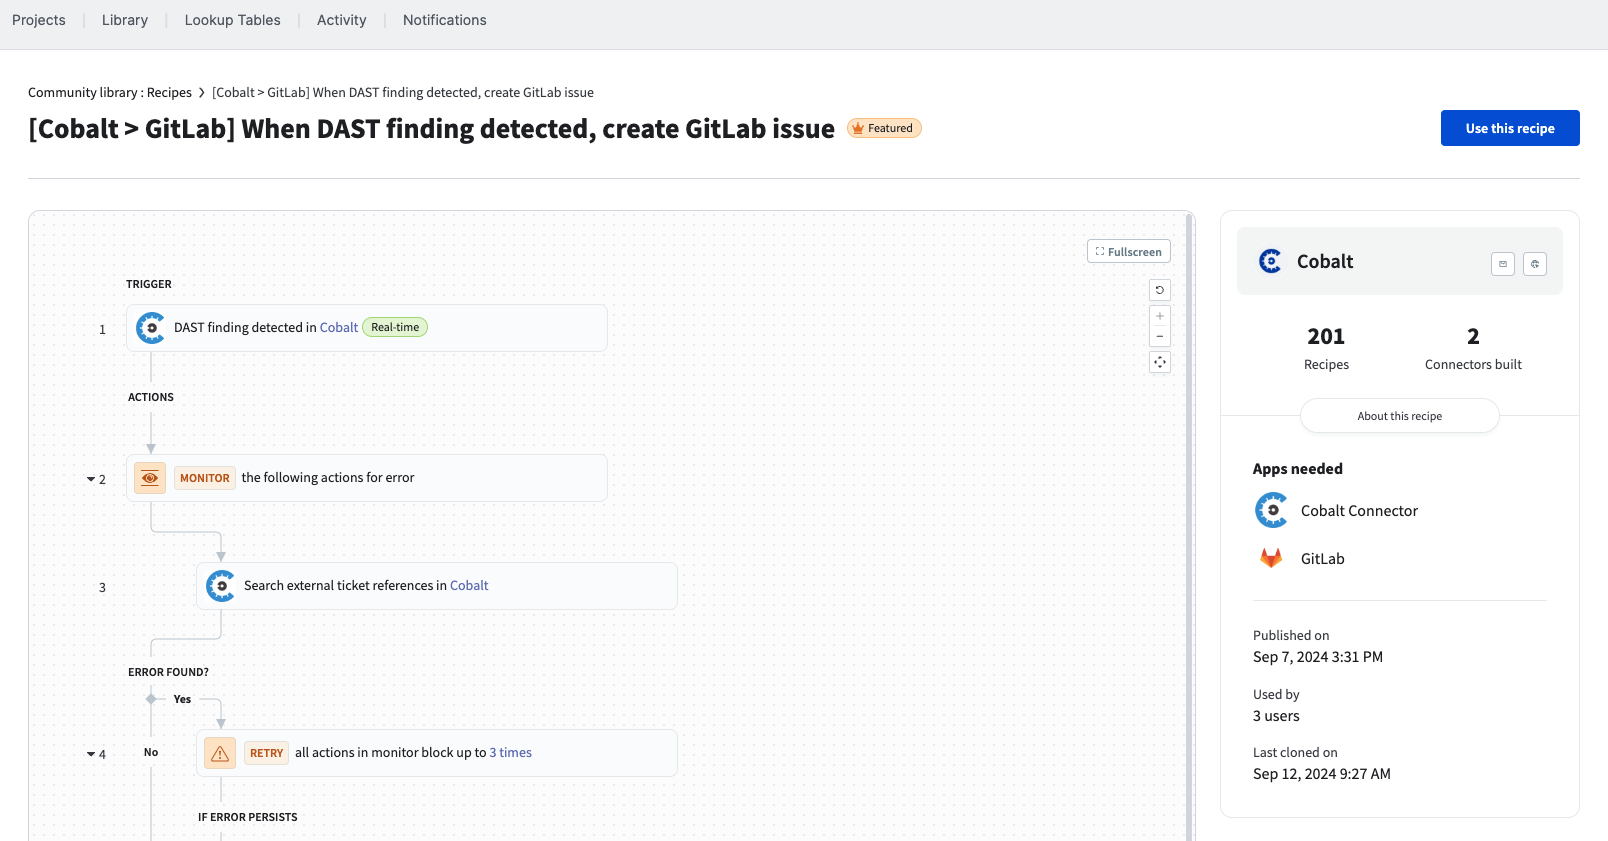 Projects
Library
Lookup Tables
Activity
Notifications
Community library : Recipes > [Cobalt > GitLab] When DAST finding detected, create GitLab issue
[Cobalt > GitLab] When DAST finding detected, create GitLab issue
Featured
Use this recipe
Fullscreen
TRIGGER
1
DAST finding detected in Cobalt Real-time
ACTIONS
2
MONITOR the following actions for error
3
Search external ticket references in Cobalt
ERROR FOUND?
Yes
No
4
RETRY all actions in monitor block up to 3 times
IF ERROR PERSISTS
Cobalt
201
Recipes
2
Connectors built
About this recipe
Apps needed
Cobalt Connector
GitLab
Published on
Sep 7, 2024 3:31 PM
Used by
3 users
Last cloned on
Sep 12, 2024 9:27 AM